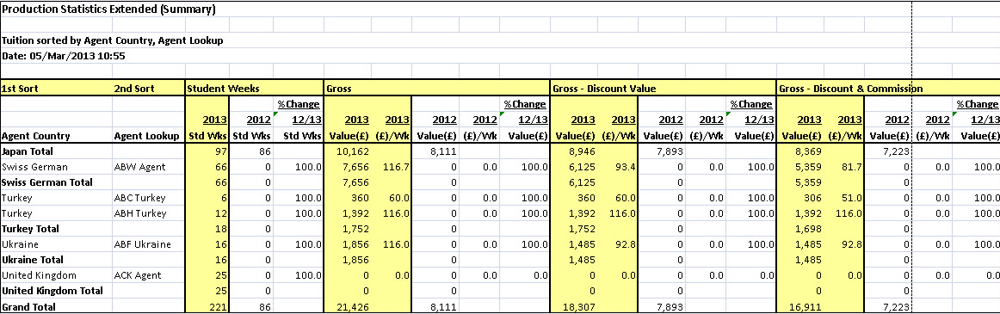 Production Statistics Extended (Summary)
Tuition sorted by Agent Country, Agent Lookup
Date: 05/Mar/2013 10:55
1st Sort 2nd Sort Student Weeks Gross Gross - Discount Value Gross - Discount & Commission
%Change %Change %Change %Change
2013 2012 12/13 2013 2013 2012 2012 12/13 2013 2013 2012 2012 12/13 2013 2013 2012 2012 12/13
Agent Country Agent Lookup Std Wks Std Wks Std Wks Value(£) (£)/Wk Value(£) (£)/Wk Value(£) Value(£) (£)/Wk Value(£) (£)/Wk Value(£) Value(£) (£)/Wk Value(£) (£)/Wk Value(£)
Japan Total 97 86 10,162 8,111 8,946 7,893 8,369 7,223
Swiss German ABW Agent 66 0 100.0 7,656 116.7 0 0.0 100.0 6,125 93.4 0 0.0 100.0 5,359 81.7 0 0.0 100.0
Swiss German Total 66 0 7,656 0 6,125 0 5,359 0
Turkey ABC Turkey 6 0 100.0 360 60.0 0 0.0 100.0 360 60.0 0 0.0 100.0 306 51.0 0 0.0 100.0
Turkey ABH Turkey 12 0 100.0 1,392 116.0 0 0.0 100.0 1,392 116.0 0 0.0 100.0 1,392 116.0 0 0.0 100.0
Turkey Total 18 0 1,752 0 1,752 0 1,698 0
Ukraine ABF Ukraine 16 0 100.0 1,856 116.0 0 0.0 100.0 1,485 92.8 0 0.0 100.0 1,485 92.8 0 0.0 100.0
Ukraine Total 16 0 1,856 0 1,485 0 1,485 0
United Kingdom ACK Agent 25 0 100.0 0 0.0 0 0.0 0.0 0 0.0 0 0.0 0.0 0 0.0 0 0.0 0.0
United Kingdom Total 25 0 0 0 0 0 0 0
Grand Total 221 86 21,426 8,111 18,307 7,893 16,911 7,223